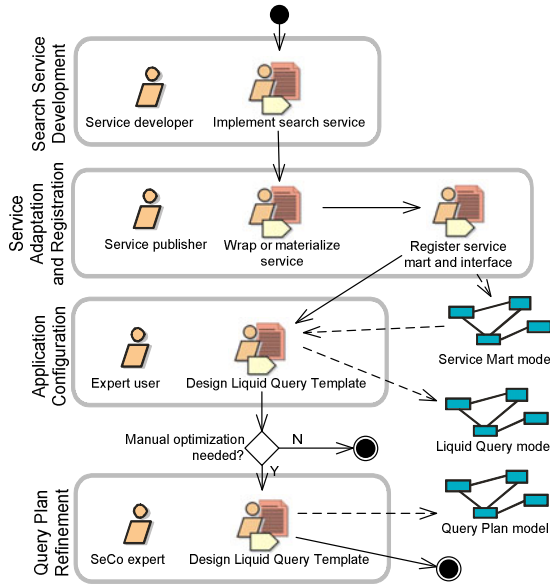 Search Service
Development
Service developer
Implement search service
Service
Adaptation
and Registration
Service publisher
Wrap or materialize
service
Register service
mart and interface
Application
Configuration
Expert user
Design Liquid Query Template
Service Mart model
Liquid Query model
Manual optimization
needed?
N
Y
Query Plan
Refinement
SeCo expert
Design Liquid Query Template
Query Plan model